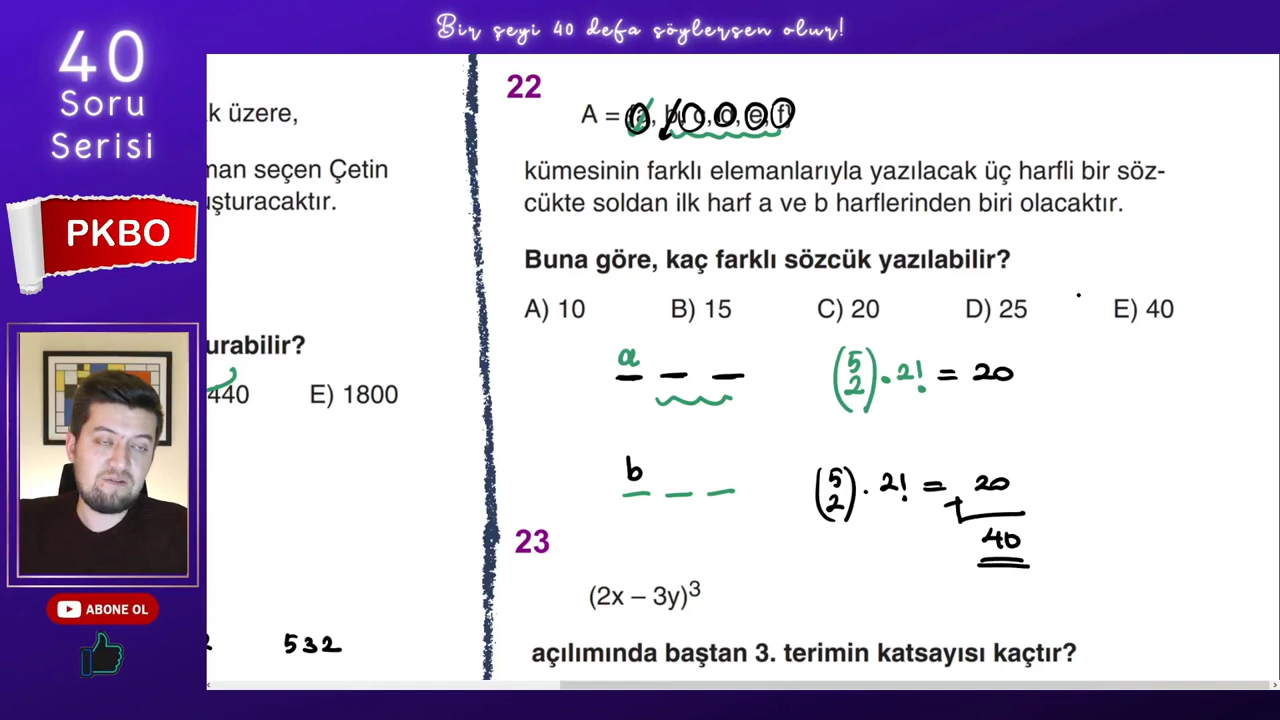 Bir şeyi 40 defa söylersen olur!
40
Soru
Serisi
PKBO
ABONE OL
k üzere,
man seçen Çetin
uşturacaktır.
urabilir?
440 E) 1800
532
22
A = {a, b, c, d, e, f}
kümesinin farklı elemanlarıyla yazılacak üç harfli bir söz-
cükte soldan ilk harf a ve b harflerinden biri olacaktır.
Buna göre, kaç farklı sözcük yazılabilir?
A) 10 B) 15 C) 20 D) 25 E) 40
a (5 2) . 2! = 20
b (5 2) . 2! = 20
+
40
23
(2x – 3y)³
açılımında baştan 3. terimin katsayısı kaçtır?